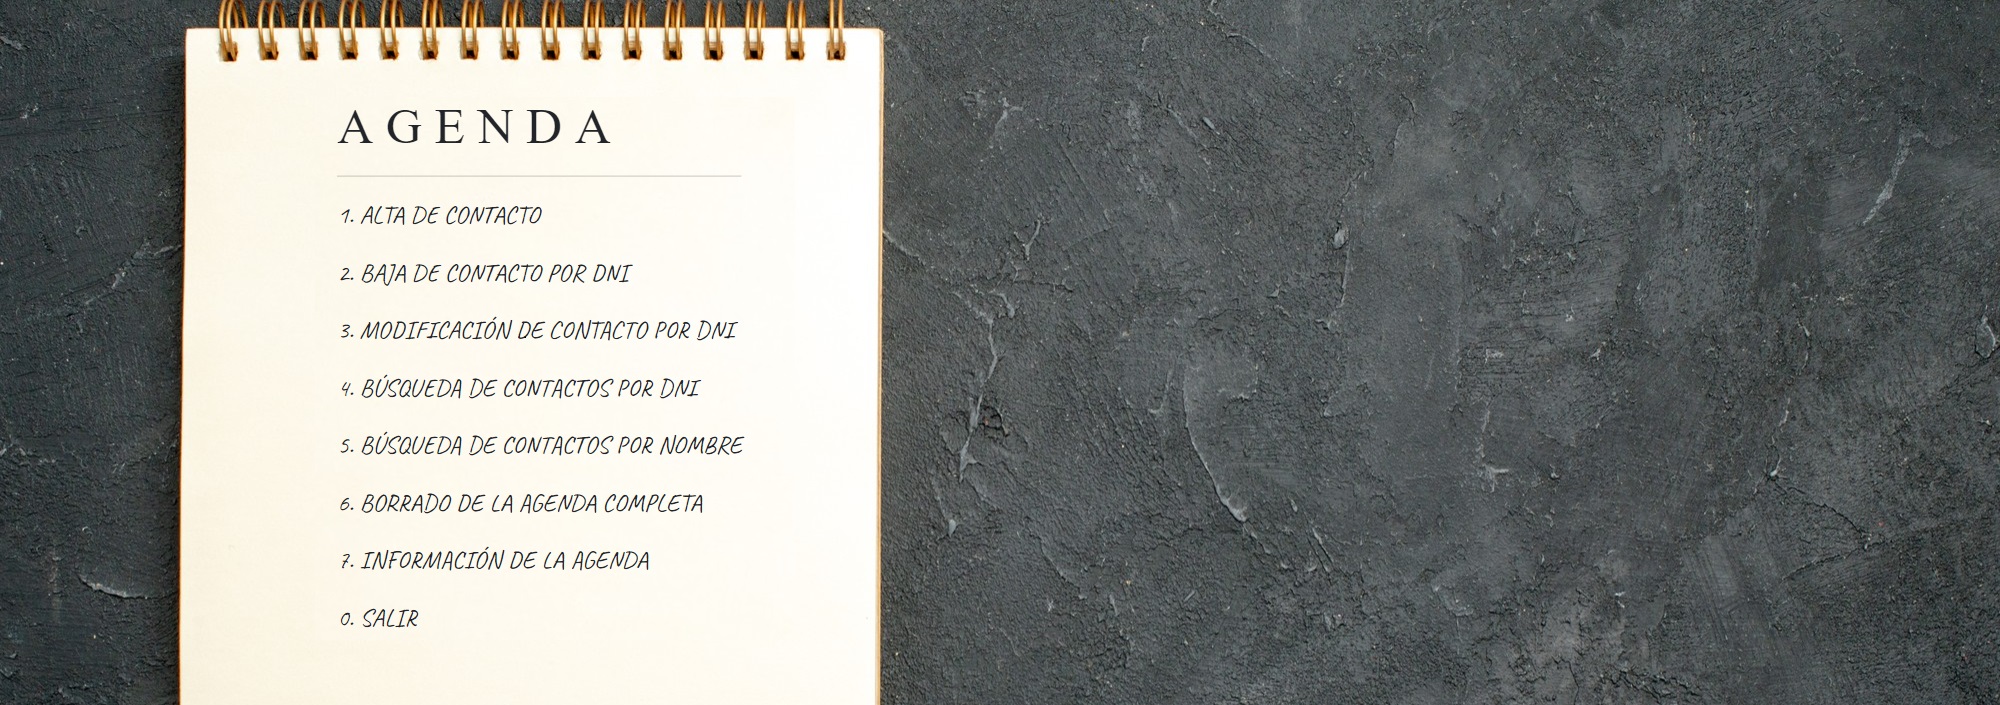 AGENDA
1. ALTA DE CONTACTO
2. BAJA DE CONTACTO POR DNI
3. MODIFICACIÓN DE CONTACTO POR DNI
4. BÚSQUEDA DE CONTACTOS POR DNI
5. BÚSQUEDA DE CONTACTOS POR NOMBRE
6. BORRADO DE LA AGENDA COMPLETA
7. INFORMACIÓN DE LA AGENDA
0. SALIR